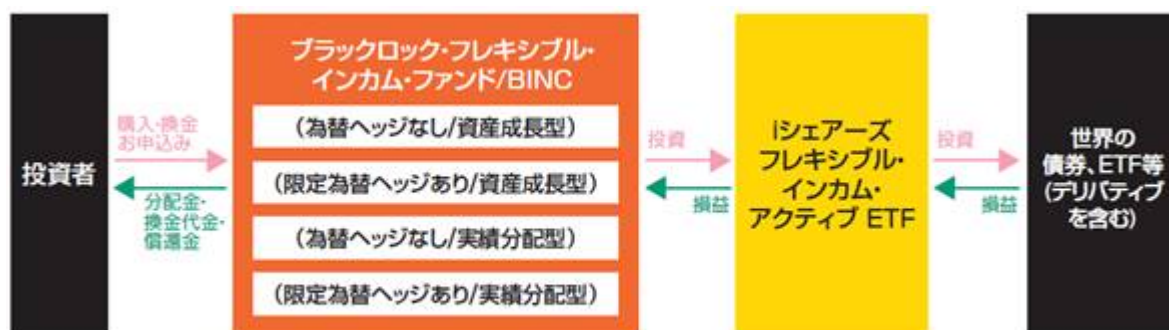 投資者
購入・換金
お申込み
分配金・
換金代金・
償還金
ブラックロック・フレキシブル・
インカム・ファンド/BINC
(為替ヘッジなし/資産成長型)
(限定為替ヘッジあり/資産成長型)
(為替ヘッジなし/実績分配型)
(限定為替ヘッジあり/実績分配型)
投資
損益
iシェアーズ
フレキシブル・
インカム・
アクティブ ETF
投資
損益
世界の
債券、ETF等
(デリバティブ
を含む)